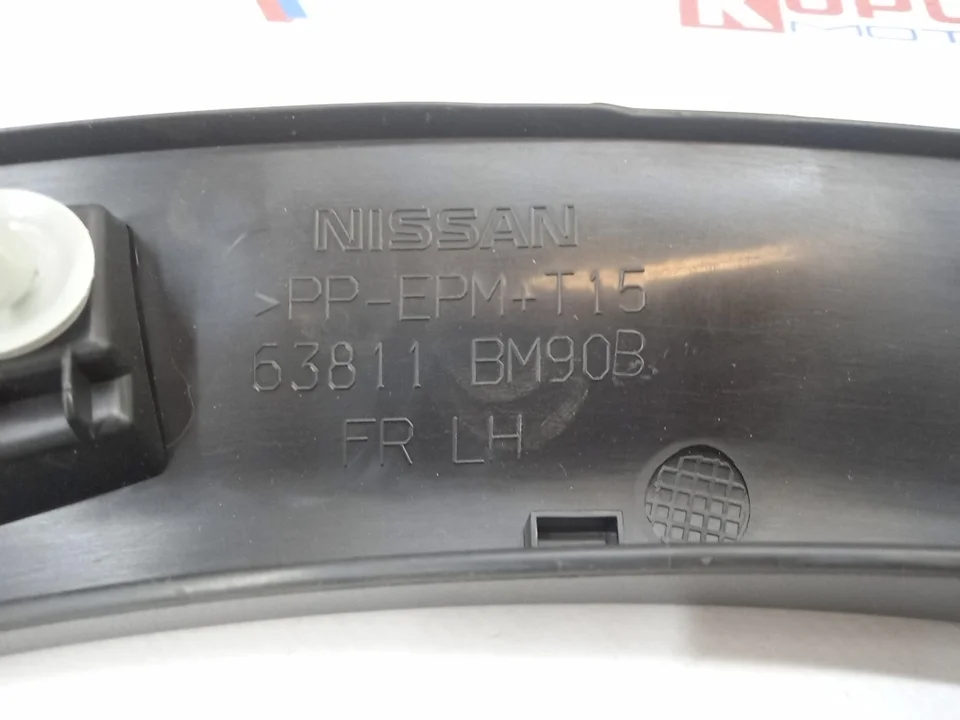 NISSAN
>PP-EPM+T15
63811 BM90B
FR LH